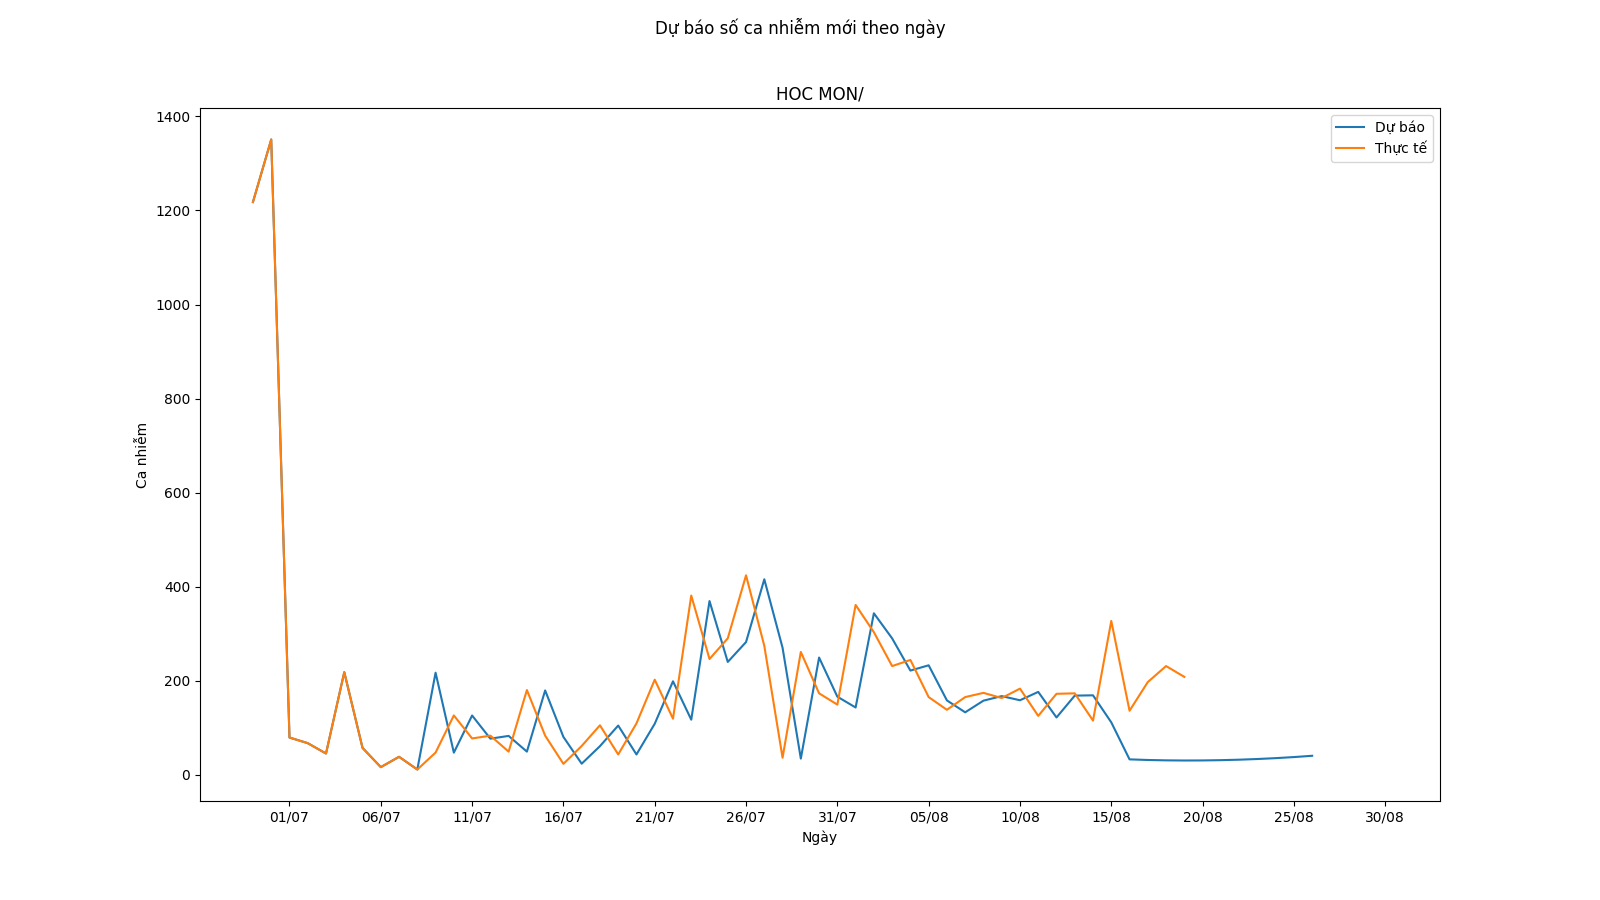 Dự báo số ca nhiễm mới theo ngày
HOC MON/
Dự báo
Thực tế
1400
1200
1000
800
600
400
200
0
Ca nhiễm
01/07 06/07 11/07 16/07 21/07 26/07 31/07 05/08 10/08 15/08 20/08 25/08 30/08
Ngày